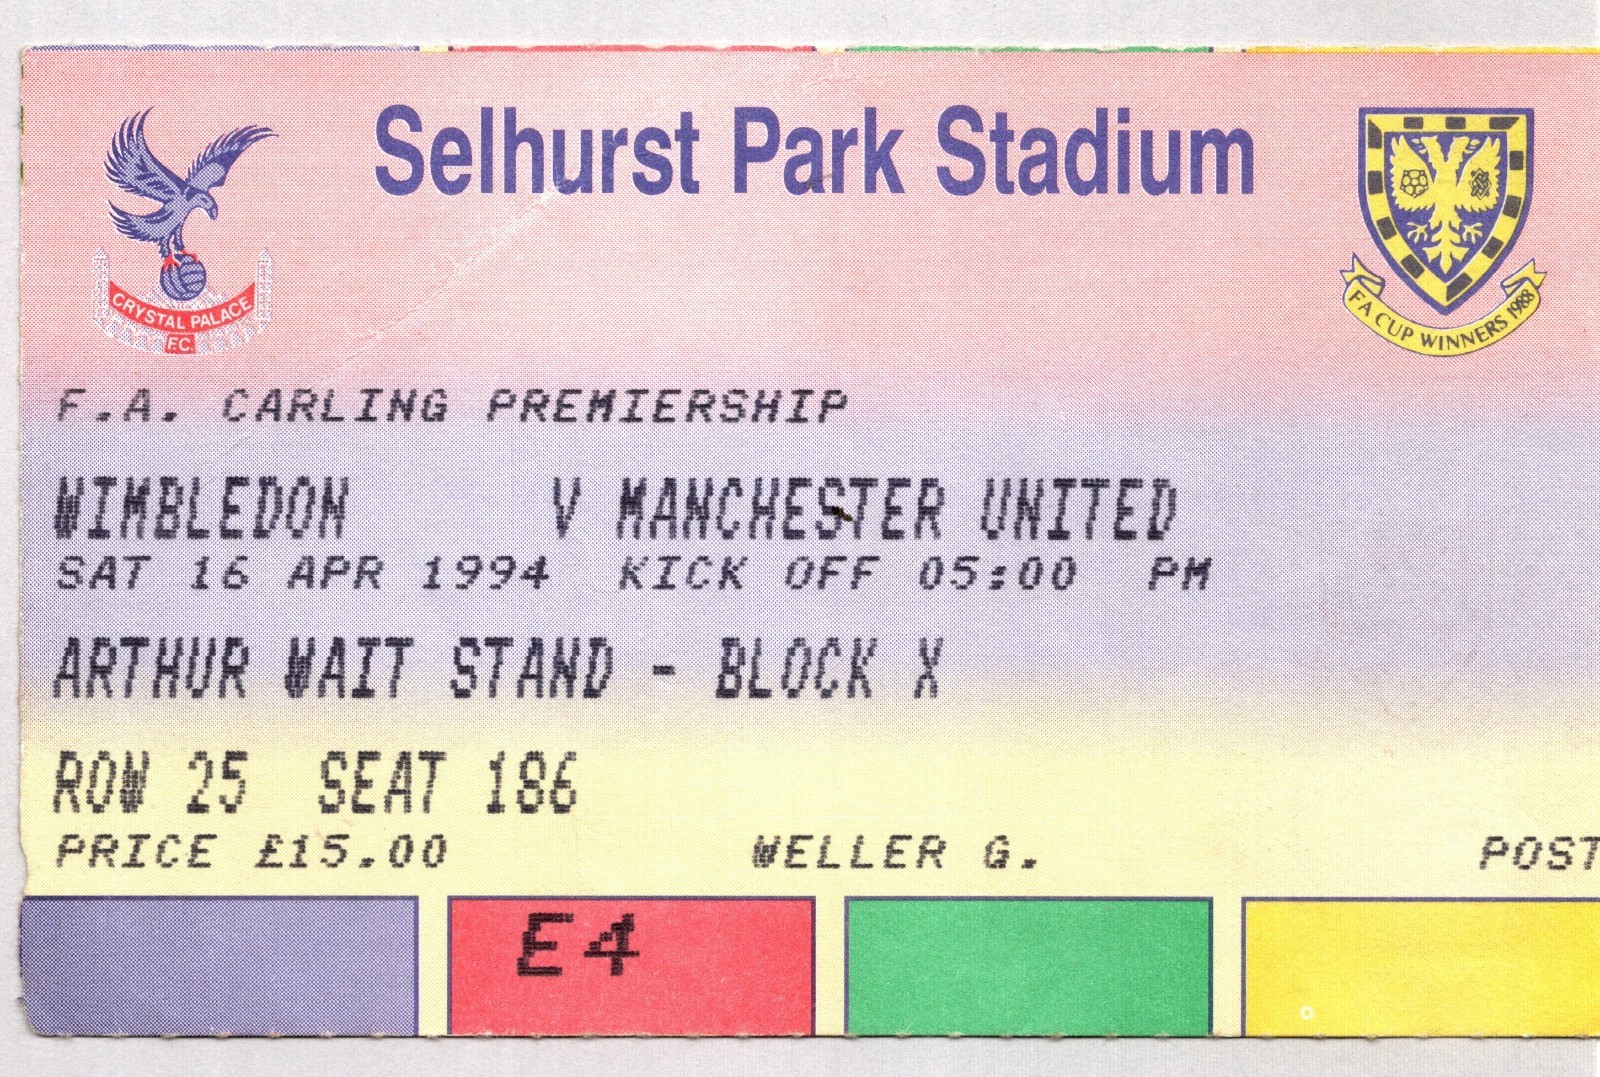 Selhurst Park Stadium
CRYSTAL PALACE
F.C.
FA CUP WINNERS 1988
F.A. CARLING PREMIERSHIP
WIMBLEDON V MANCHESTER UNITED
SAT 16 APR 1994 KICK OFF 05:00 PM
ARTHUR WAIT STAND - BLOCK X
ROW 25 SEAT 186
PRICE £15.00 WELLER G. POST
E4